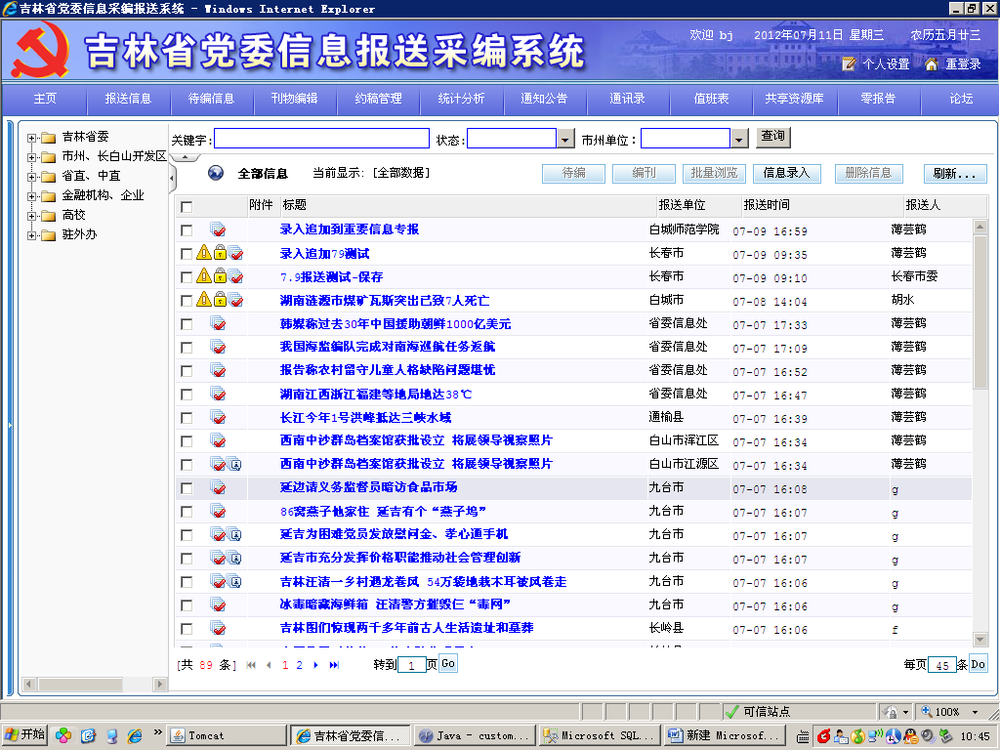 吉林省党委信息采编报送系统 - Windows Internet Explorer
吉林省党委信息报送采编系统
欢迎 bj 2012年07月11日 星期三 农历五月廿三
个人设置 重登录
主页 报送信息 待编信息 刊物编辑 约稿管理 统计分析 通知公告 通讯录 值班表 共享资源库 零报告 论坛
吉林省委
市州、长白山开发区
省直、中直
金融机构、企业
高校
驻外办
关键字: 状态: 市州单位: 查询
全部信息 当前显示: [全部数据] 待编 编刊 批量浏览 信息录入 删除信息 刷新...
附件 标题 报送单位 报送时间 报送人
录入追加到重要信息专报 白城师范学院 07-09 16:59 薄芸鹤
录入追加79测试 长春市 07-09 09:35 薄芸鹤
7.9报送测试-保存 长春市 07-09 09:10 长春市委
湖南涟源市煤矿瓦斯突出已致7人死亡 白城市 07-08 14:04 胡水
韩媒称过去30年中国援助朝鲜1000亿美元 省委信息处 07-07 17:33 薄芸鹤
我国海监编队完成对南海巡航任务返航 省委信息处 07-07 17:09 薄芸鹤
报告称农村留守儿童人格缺陷问题堪忧 省委信息处 07-07 16:52 薄芸鹤
湖南江西浙江福建等地局地达38℃ 省委信息处 07-07 16:47 薄芸鹤
长江今年1号洪峰抵达三峡水域 通榆县 07-07 16:39 薄芸鹤
西南中沙群岛档案馆获批设立 将展领导视察照片 白山市浑江区 07-07 16:34 薄芸鹤
西南中沙群岛档案馆获批设立 将展领导视察照片 白山市江源区 07-07 16:34 薄芸鹤
延边请义务监督员暗访食品市场 九台市 07-07 16:08 g
86窝燕子他家住 延吉有个“燕子坞” 九台市 07-07 16:07 g
延吉为困难党员发放慰问金、孝心通手机 九台市 07-07 16:07 g
延吉市充分发挥价格职能推动社会管理创新 九台市 07-07 16:07 g
吉林汪清一乡村遇龙卷风 54万袋地栽木耳被风卷走 九台市 07-07 16:06 g
冰毒暗藏海鲜箱 汪清警方摧毁仨“毒网” 九台市 07-07 16:06 g
吉林图们惊现两千多年前古人生活遗址和墓葬 长岭县 07-07 16:06 f
[共 89 条] 1 2 转到 1 页 Go 每页 45 条 Do
可信站点 100%
开始 Tomcat 吉林省党委信... Java - custom... Microsoft SQL... 新建 Microsof... 10:45